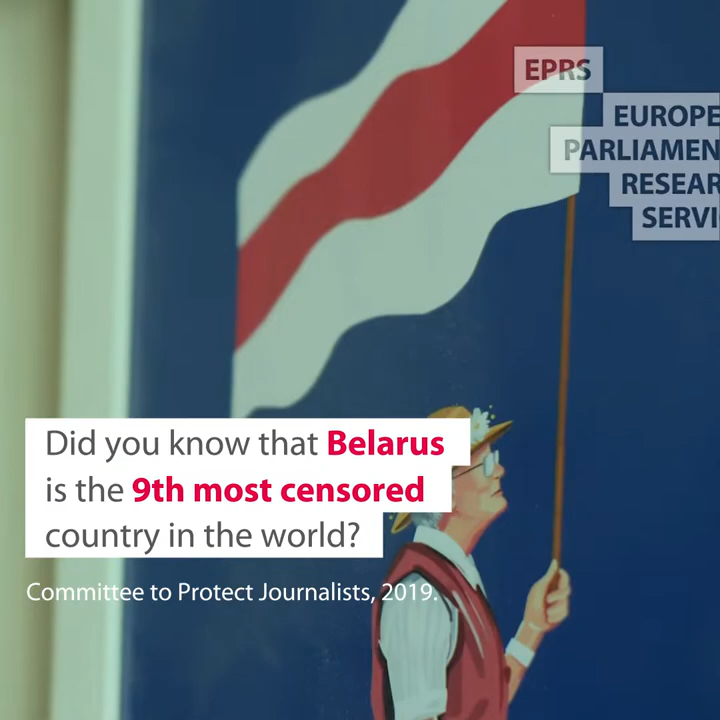 EPRS
EUROPE
PARLIAMEN
RESEAR
SERVI
Did you know that Belarus
is the 9th most censored
country in the world?
Committee to Protect Journalists, 2019.